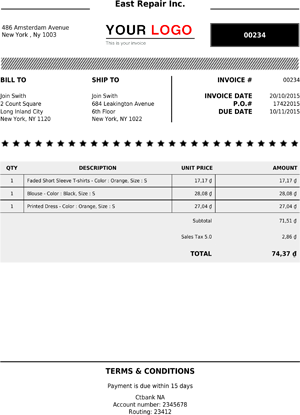 East Repair Inc.
486 Amsterdam Avenue
New York , Ny 1003
YOUR LOGO
This is your invoice
00234
BILL TO
Join Swith
2 Count Square
Long Inland City
New York, NY 1120
SHIP TO
Join Swith
684 Leakington Avenue
6th Floor
New York, NY 1022
INVOICE # 00234
INVOICE DATE 20/10/2015
P.O.# 17422015
DUE DATE 10/11/2015
QTY DESCRIPTION UNIT PRICE AMOUNT
1 Faded Short Sleeve T-shirts - Color : Orange, Size : S 17,17 ₫ 17,17 ₫
1 Blouse - Color : Black, Size : S 28,08 ₫ 28,08 ₫
1 Printed Dress - Color : Orange, Size : S 27,04 ₫ 27,04 ₫
Subtotal 71,51 ₫
Sales Tax 5.0 2,86 ₫
TOTAL 74,37 ₫
TERMS & CONDITIONS
Payment is due within 15 days
Ctbank NA
Account number: 2345678
Routing: 23412